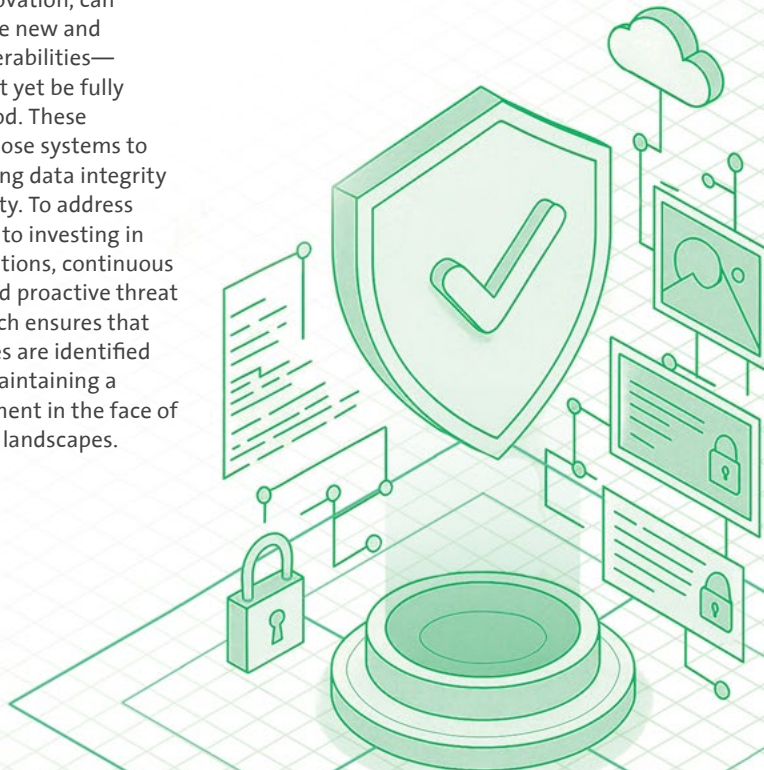 ovation, can
e new and
erabilities—
t yet be fully
od. These
ose systems to
ng data integrity
ty. To address
to investing in
tions, continuous
d proactive threat
ch ensures that
es are identified
aintaining a
ment in the face of
landscapes.